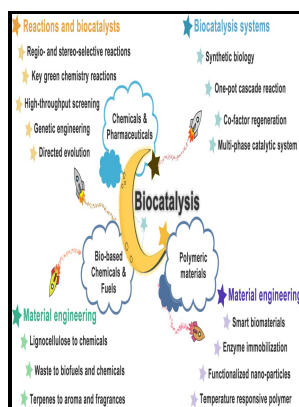 Reactions and biocatalysts
Regio- and stereo-selective reactions
Key green chemistry reactions
High-throughput screening
Genetic engineering
Directed evolution
Biocatalysis systems
Synthetic biology
One-pot cascade reaction
Co-factor regeneration
Multi-phase catalytic system
Chemicals &
Pharmaceuticals
Biocatalysis
Bio-based
Chemicals &
Fuels
Polymeric
materials
Material engineering
Lignocellulose to chemicals
Waste to biofuels and chemicals
Terpenes to aroma and fragrances
Material engineering
Smart biomaterials
Enzyme immobilization
Functionalized nano-particles
Temperature responsive polymer